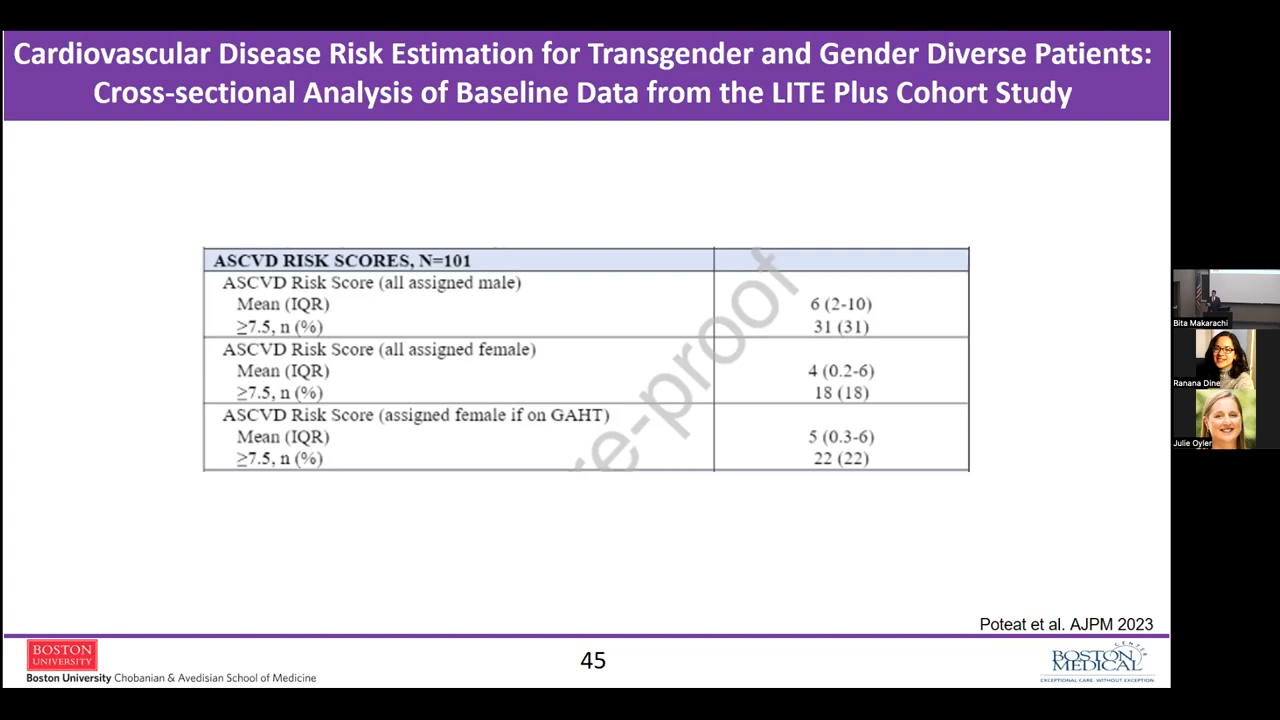 Cardiovascular Disease Risk Estimation for Transgender and Gender Diverse Patients:
Cross-sectional Analysis of Baseline Data from the LITE Plus Cohort Study
ASCVD RISK SCORES, N=101
ASCVD Risk Score (all assigned male)
Mean (IQR) 6 (2-10)
≥7.5, n (%) 31 (31)
ASCVD Risk Score (all assigned female)
Mean (IQR) 4 (0.2-6)
≥7.5, n (%) 18 (18)
ASCVD Risk Score (assigned female if on GAHT)
Mean (IQR) 5 (0.3-6)
≥7.5, n (%) 22 (22)
re-proof
Bita Makarachi
Ranana Dine
Julie Oyler
Poteat et al. AJPM 2023
BOSTON
UNIVERSITY
Boston University Chobanian & Avedisian School of Medicine
45
BOSTON
MEDICAL
CENTER
EXCEPTIONAL CARE. WITHOUT EXCEPTION